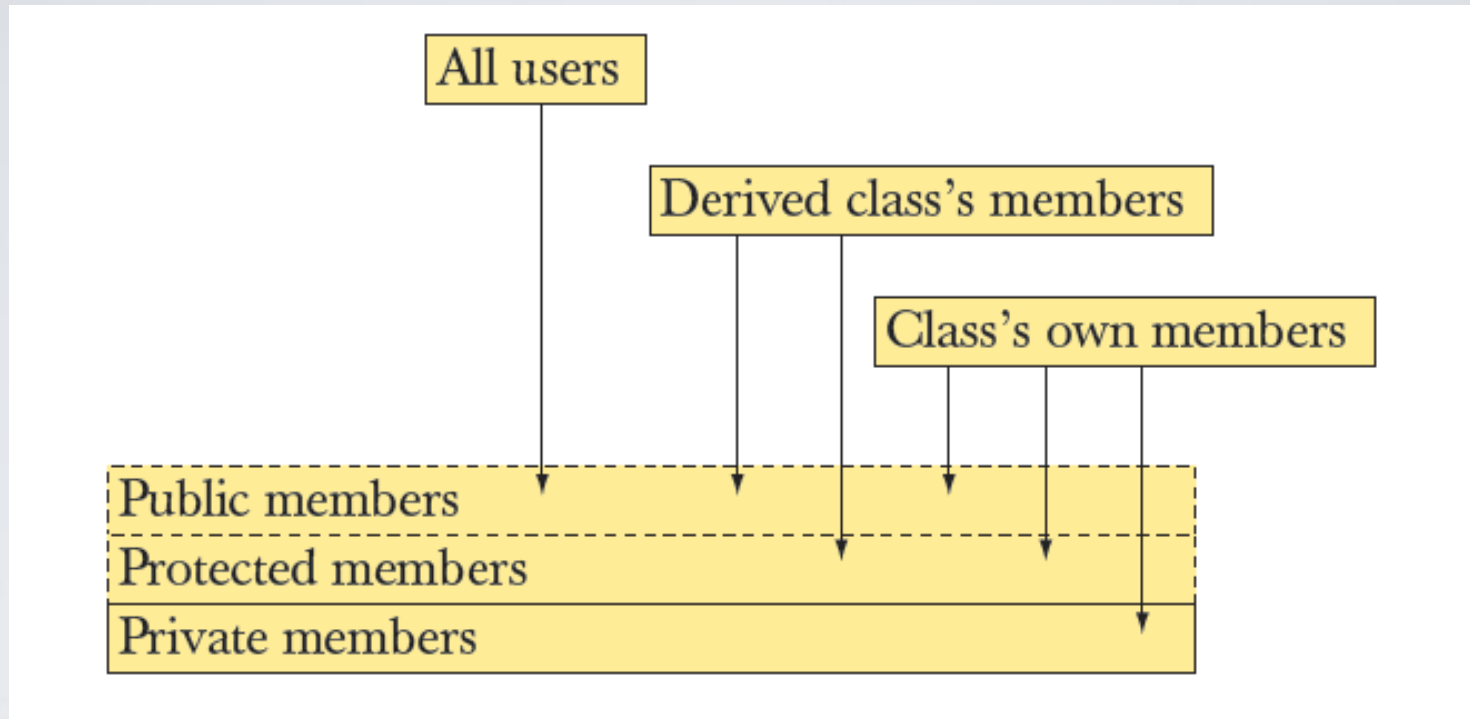 All users
Derived class’s members
Class’s own members
Public members
Protected members
Private members